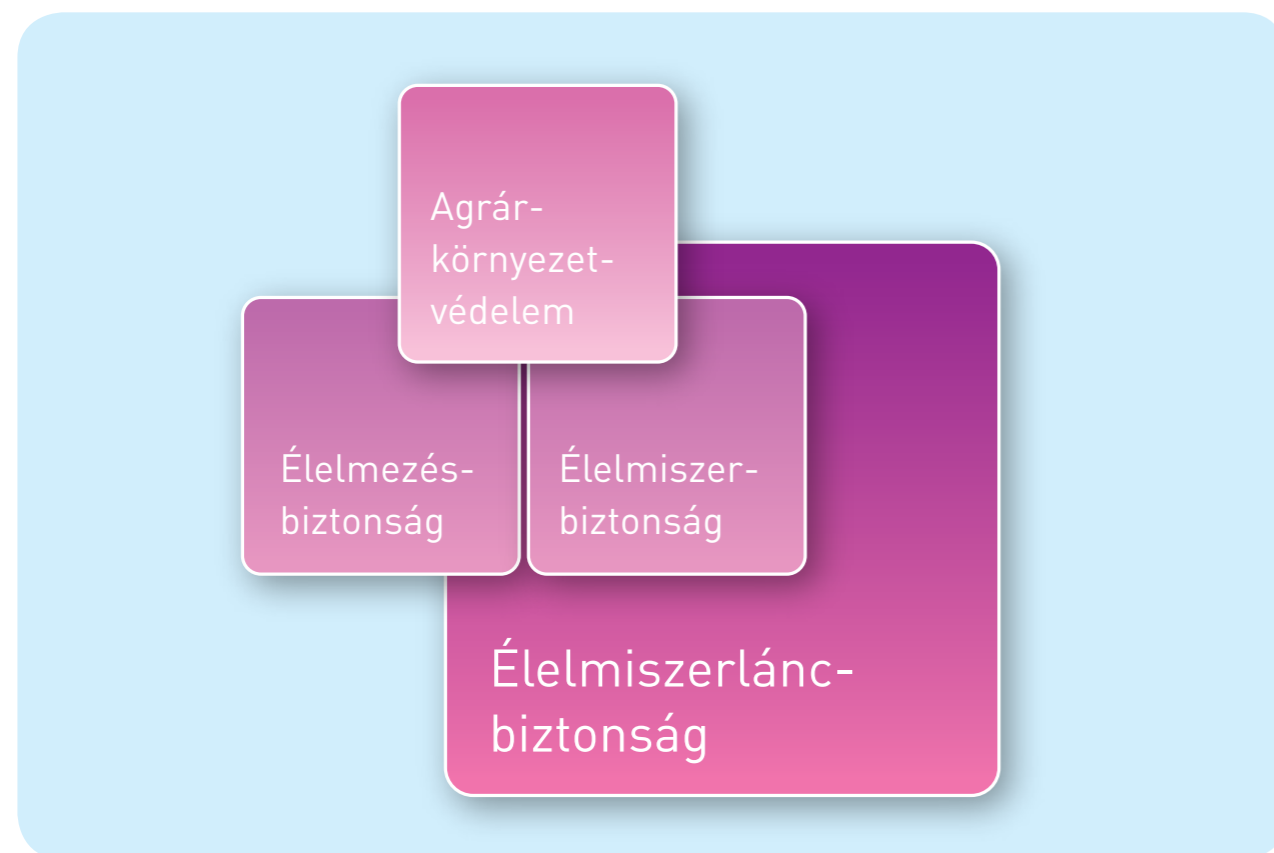 Agrár-
környezet-
védelem
Élelmezés-
biztonság
Élelmiszer-
biztonság
Élelmiszerlánc-
biztonság